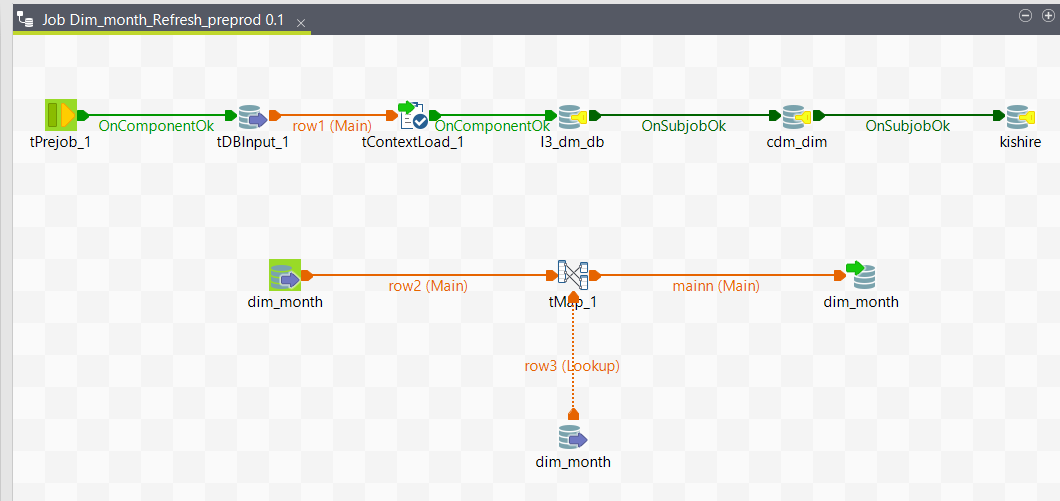 Job Dim_month_Refresh_preprod 0.1
OnComponentOk
row1 (Main)
OnComponentOk
OnSubjobOk
OnSubjobOk
tPrejob_1
tDBInput_1
tContextLoad_1
l3_dm_db
cdm_dim
kishire
row2 (Main)
mainn (Main)
dim_month
tMap_1
dim_month
row3 (Lookup)
dim_month